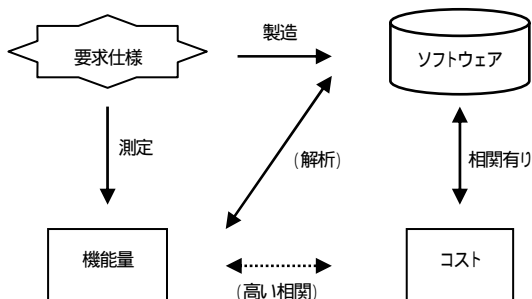 製造
要求仕様
ソフトウェア
測定
(解析)
相関有り
機能量
コスト
(高い相関)